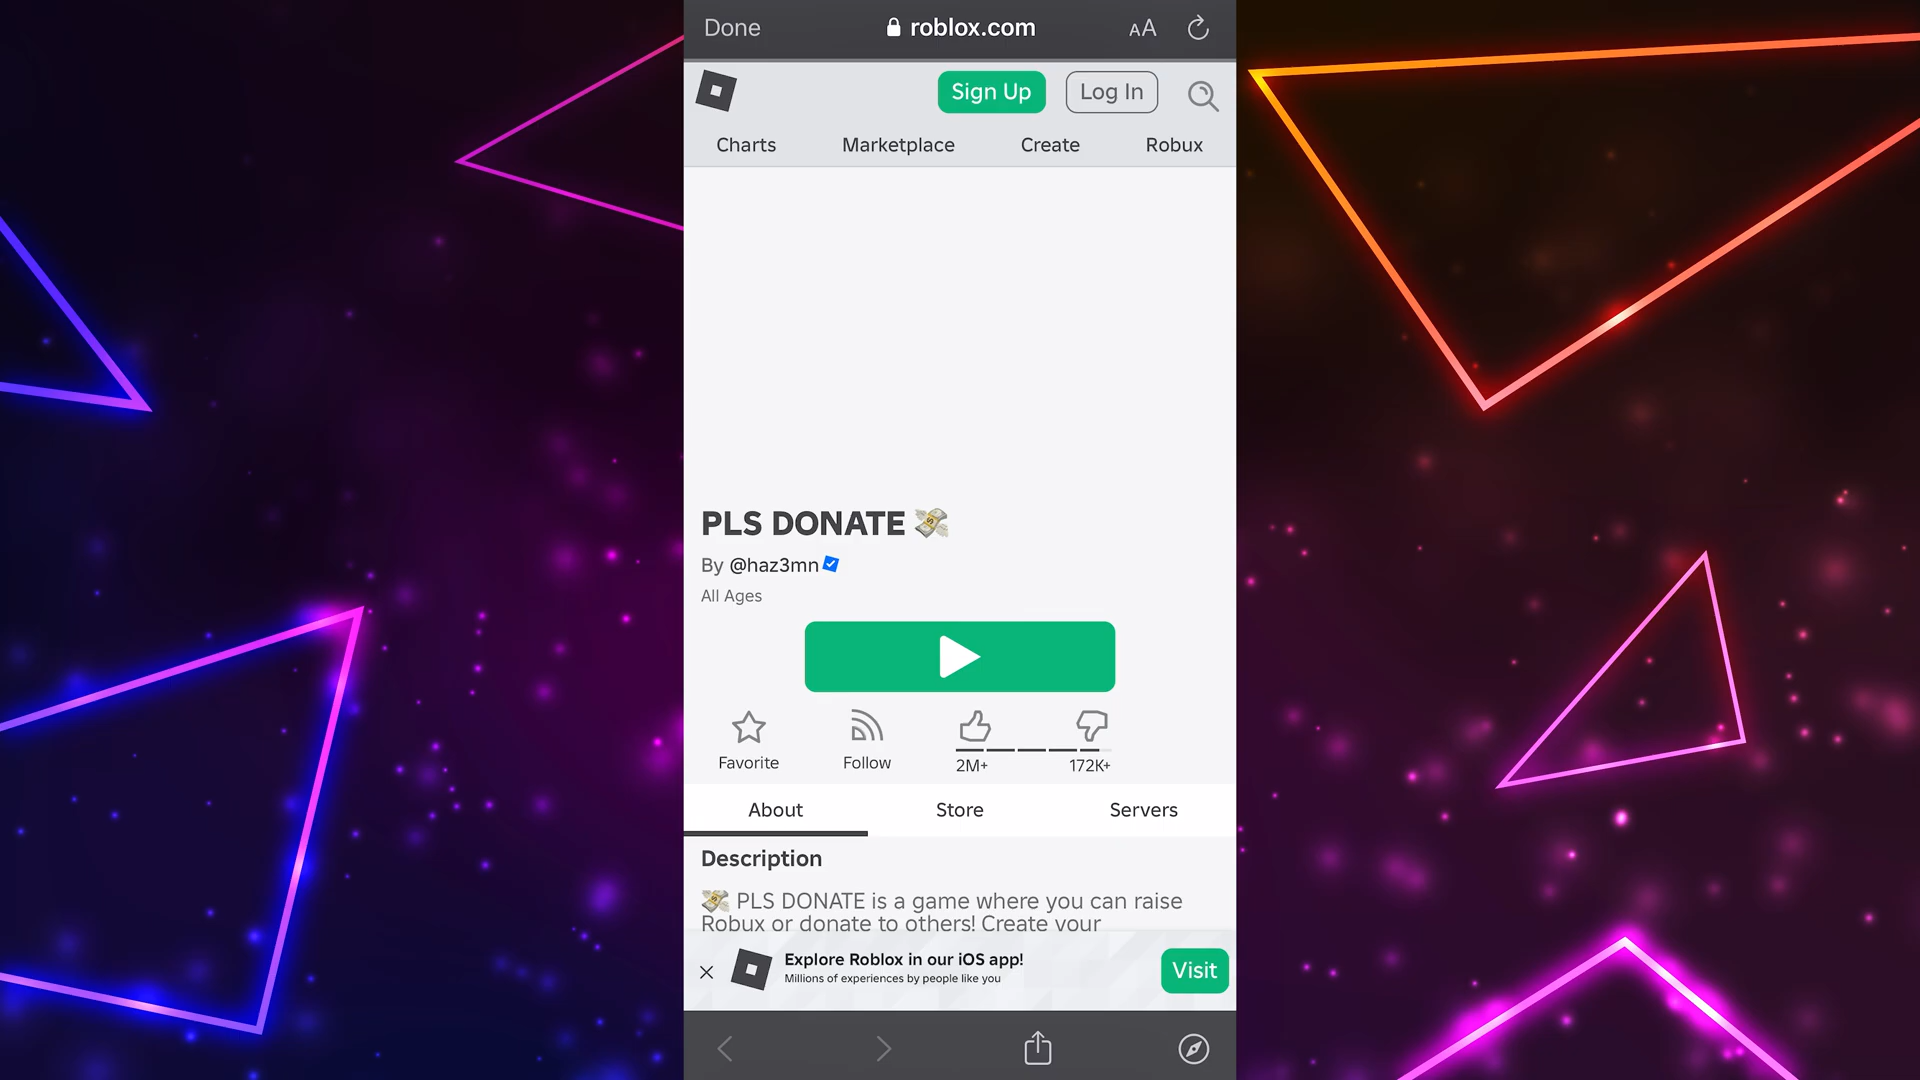 Done
roblox.com
AA
Sign Up
Log In
Charts
Marketplace
Create
Robux
PLS DONATE 💸
By @haz3mn
All Ages
Favorite
Follow
2M+
172K+
About
Store
Servers
Description
💸 PLS DONATE is a game where you can raise
Robux or donate to others! Create your
Explore Roblox in our iOS app!
Millions of experiences by people like you
Visit